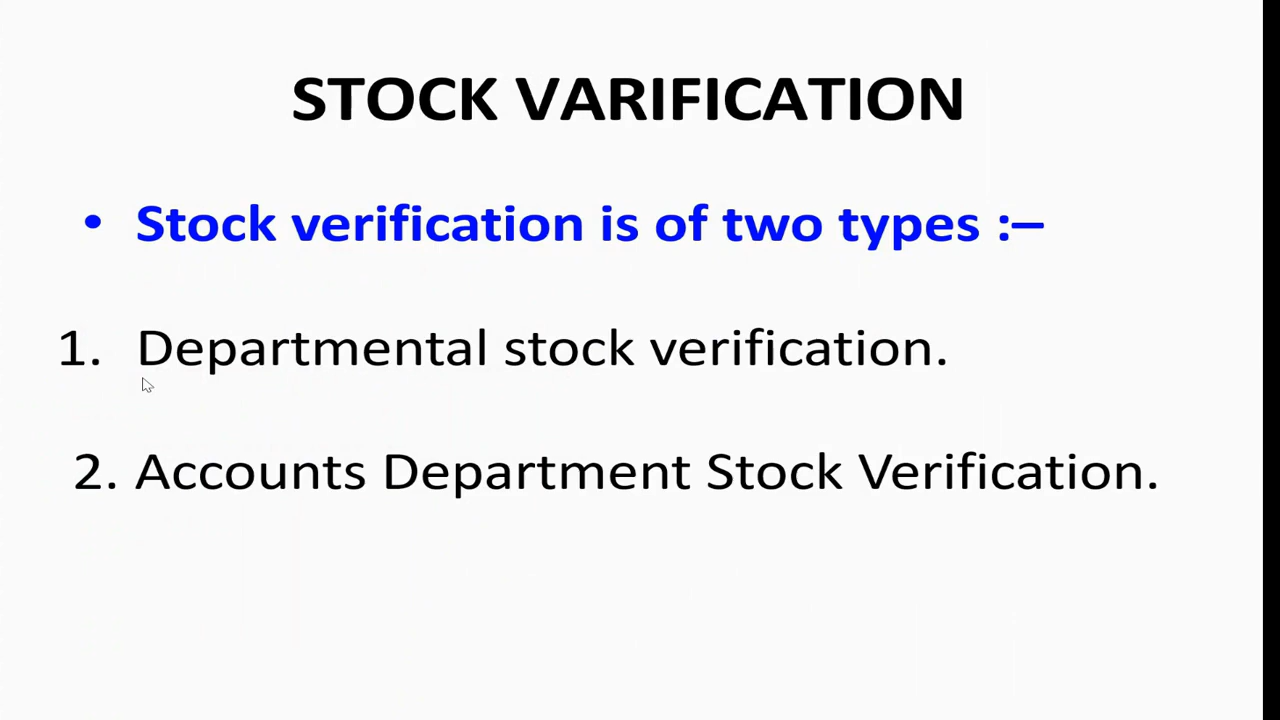 STOCK VARIFICATION
• Stock verification is of two types :–
1. Departmental stock verification.
2. Accounts Department Stock Verification.